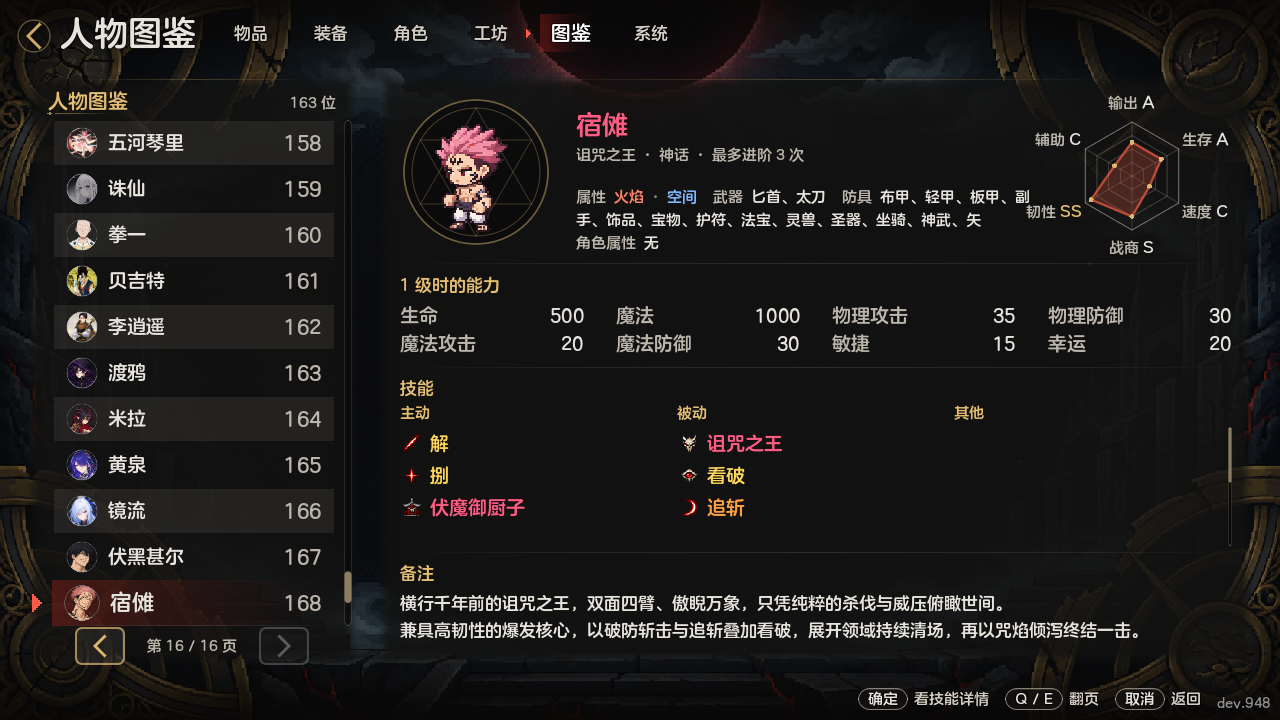 人物图鉴
物品 装备 角色 工坊 图鉴 系统
人物图鉴 163 位
五河琴里 158
诛仙 159
拳一 160
贝吉特 161
李逍遥 162
渡鸦 163
米拉 164
黄泉 165
镜流 166
伏黑甚尔 167
宿傩 168
第 16 / 16 页
宿傩
诅咒之王 · 神话 · 最多进阶 3 次
属性 火焰 · 空间 武器 匕首、太刀 防具 布甲、轻甲、板甲、副
手、饰品、宝物、护符、法宝、灵兽、圣器、坐骑、神武、矢
角色属性 无
输出 A
生存 A
速度 C
战商 S
韧性 SS
辅助 C
1 级时的能力
生命 500 魔法 1000 物理攻击 35 物理防御 30
魔法攻击 20 魔法防御 30 敏捷 15 幸运 20
技能
主动 被动 其他
解 诅咒之王
捌 看破
伏魔御厨子 追斩
备注
横行千年前的诅咒之王，双面四臂、傲睨万象，只凭纯粹的杀伐与威压俯瞰世间。
兼具高韧性的爆发核心，以破防斩击与追斩叠加看破，展开领域持续清场，再以咒焰倾泻终结一击。
确定 看技能详情 Q / E 翻页 取消 返回 dev.948